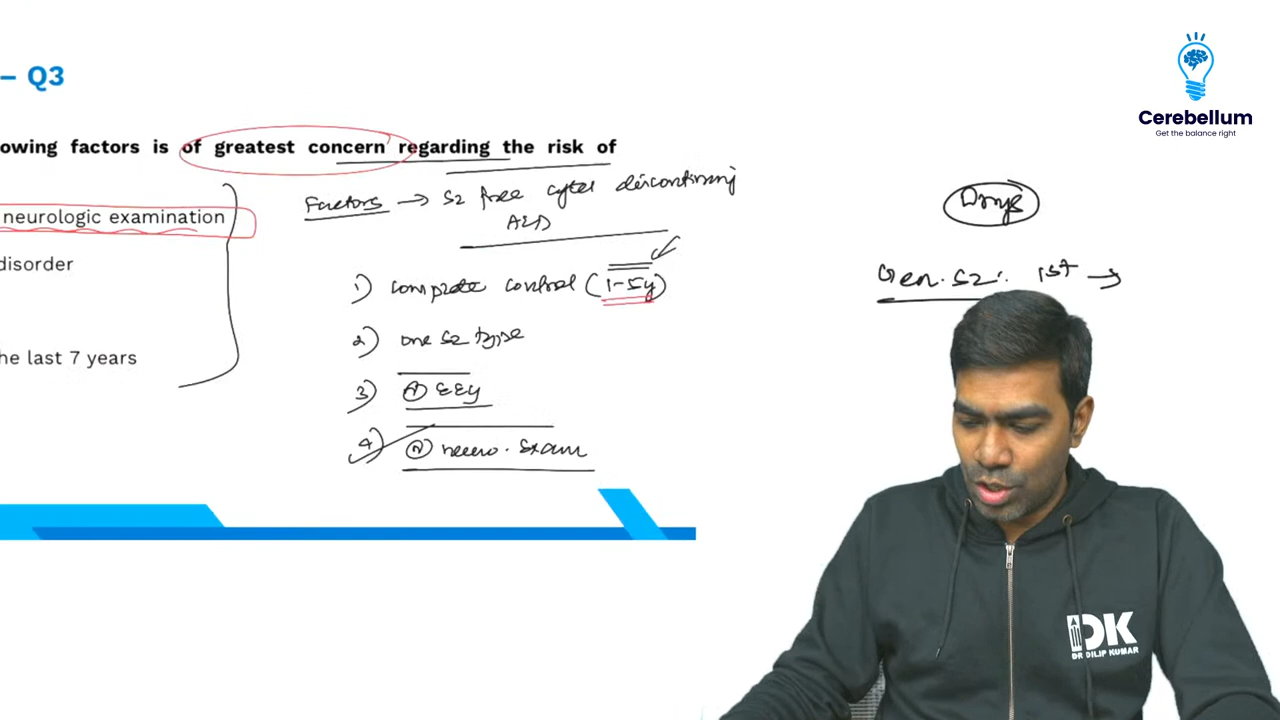 – Q3
Cerebellum
Get the balance right
owing factors is of greatest concern regarding the risk of
neurologic examination
disorder
he last 7 years
Factors → Sz free after discontinuing
AED
1) complete control (1-5y)
2) one Sz type
3) (N) EEG
4) (N) neuro. Exam
Drugs
Gen. Sz: 1st →
DK
DR DILIP KUMAR